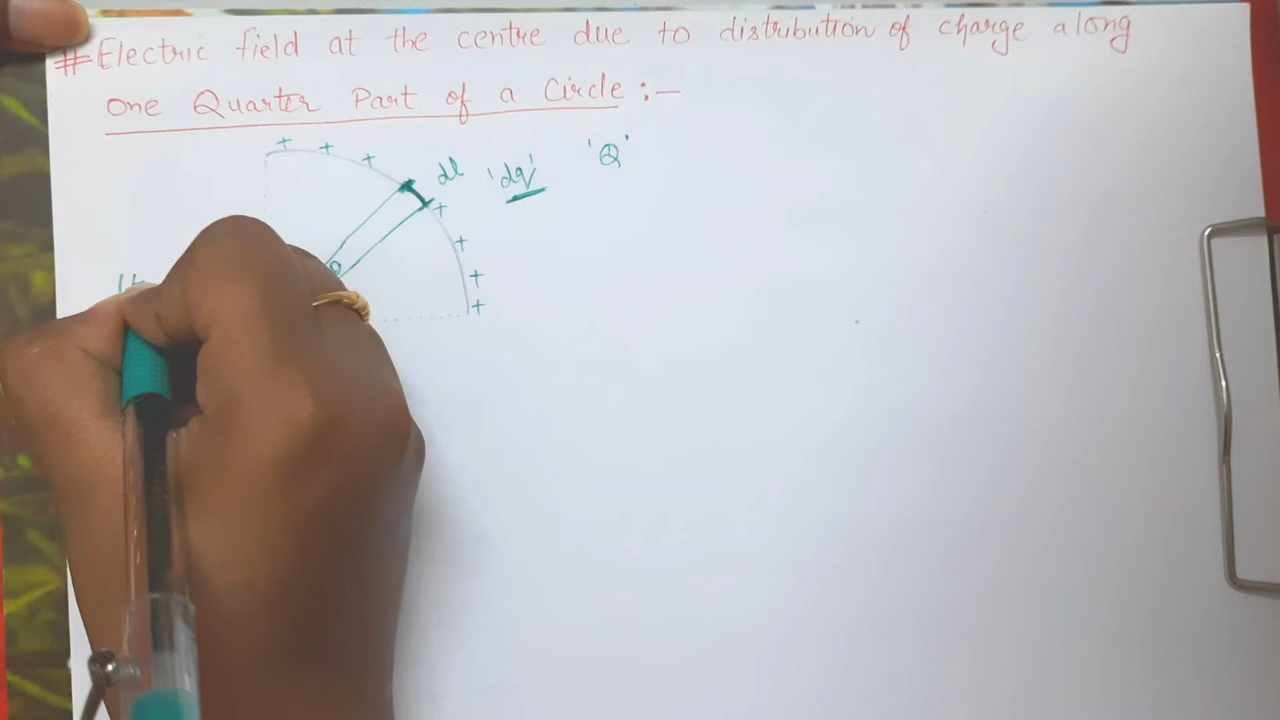 # Electric field at the centre due to distribution of charge along
One Quarter Part of a Circle :-
+ + + dl 'dq' 'Q'
+
+
+
+